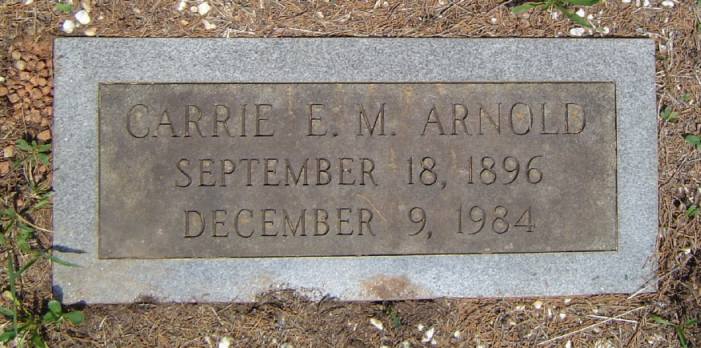 CARRIE E. M. ARNOLD
SEPTEMBER 18, 1896
DECEMBER 9, 1984